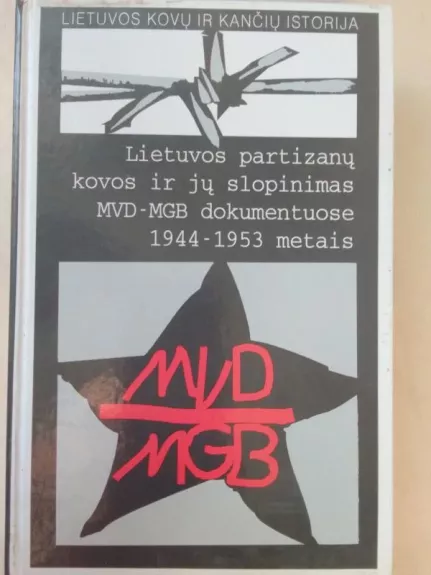 LIETUVOS KOVŲ IR KANČIŲ ISTORIJA
Lietuvos partizanų
kovos ir jų slopinimas
MVD-MGB dokumentuose
1944-1953 metais
MVD
MGB